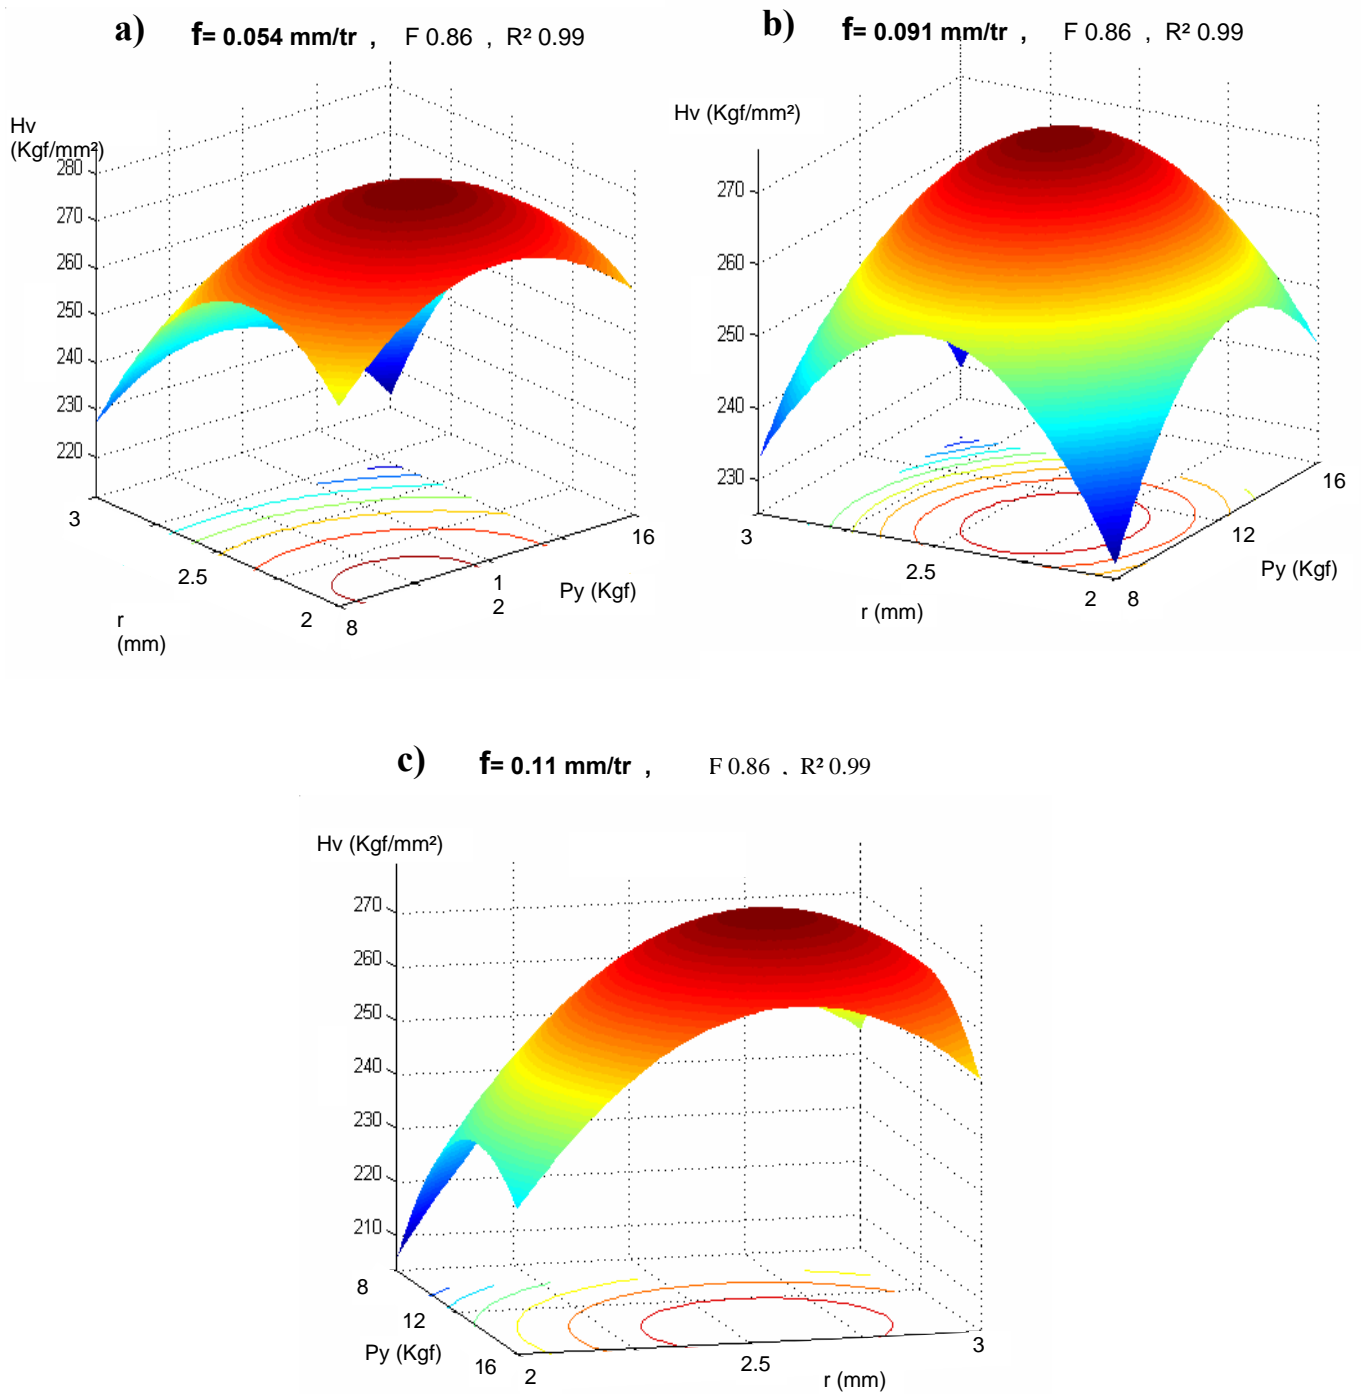 a) f= 0.054 mm/tr , F 0.86 , R² 0.99
Hv
(Kgf/mm²)
280
270
260
250
240
230
220
3
2.5
2
r
(mm)
8
1
2
16
Py (Kgf)
b) f= 0.091 mm/tr , F 0.86 , R² 0.99
Hv (Kgf/mm²)
270
260
250
240
230
3
2.5
2
r (mm)
8
12
16
Py (Kgf)
c) f= 0.11 mm/tr , F 0.86 , R² 0.99
Hv (Kgf/mm²)
270
260
250
240
230
220
210
8
12
16
Py (Kgf)
2
2.5
3
r (mm)